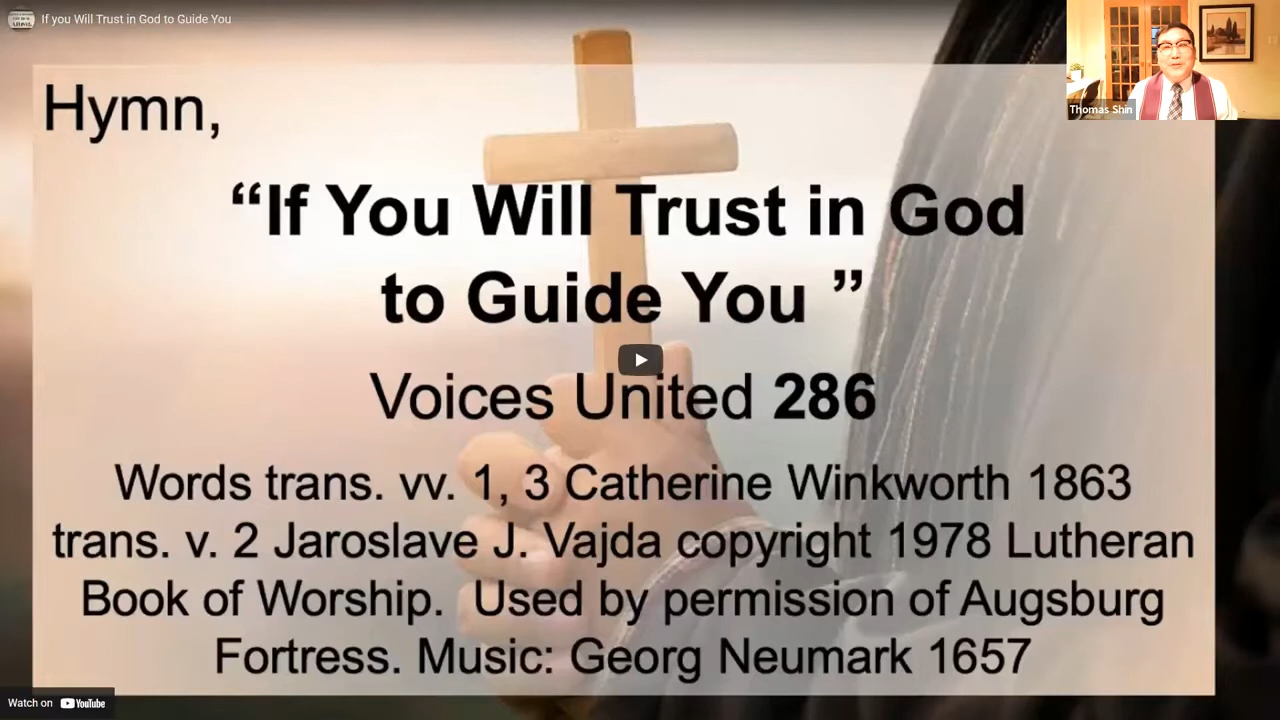 If you Will Trust in God to Guide You
Thomas Shin
Hymn,
“If You Will Trust in God
to Guide You ”
Voices United 286
Words trans. vv. 1, 3 Catherine Winkworth 1863
trans. v. 2 Jaroslave J. Vajda copyright 1978 Lutheran
Book of Worship.  Used by permission of Augsburg
Fortress. Music: Georg Neumark 1657
Watch on YouTube